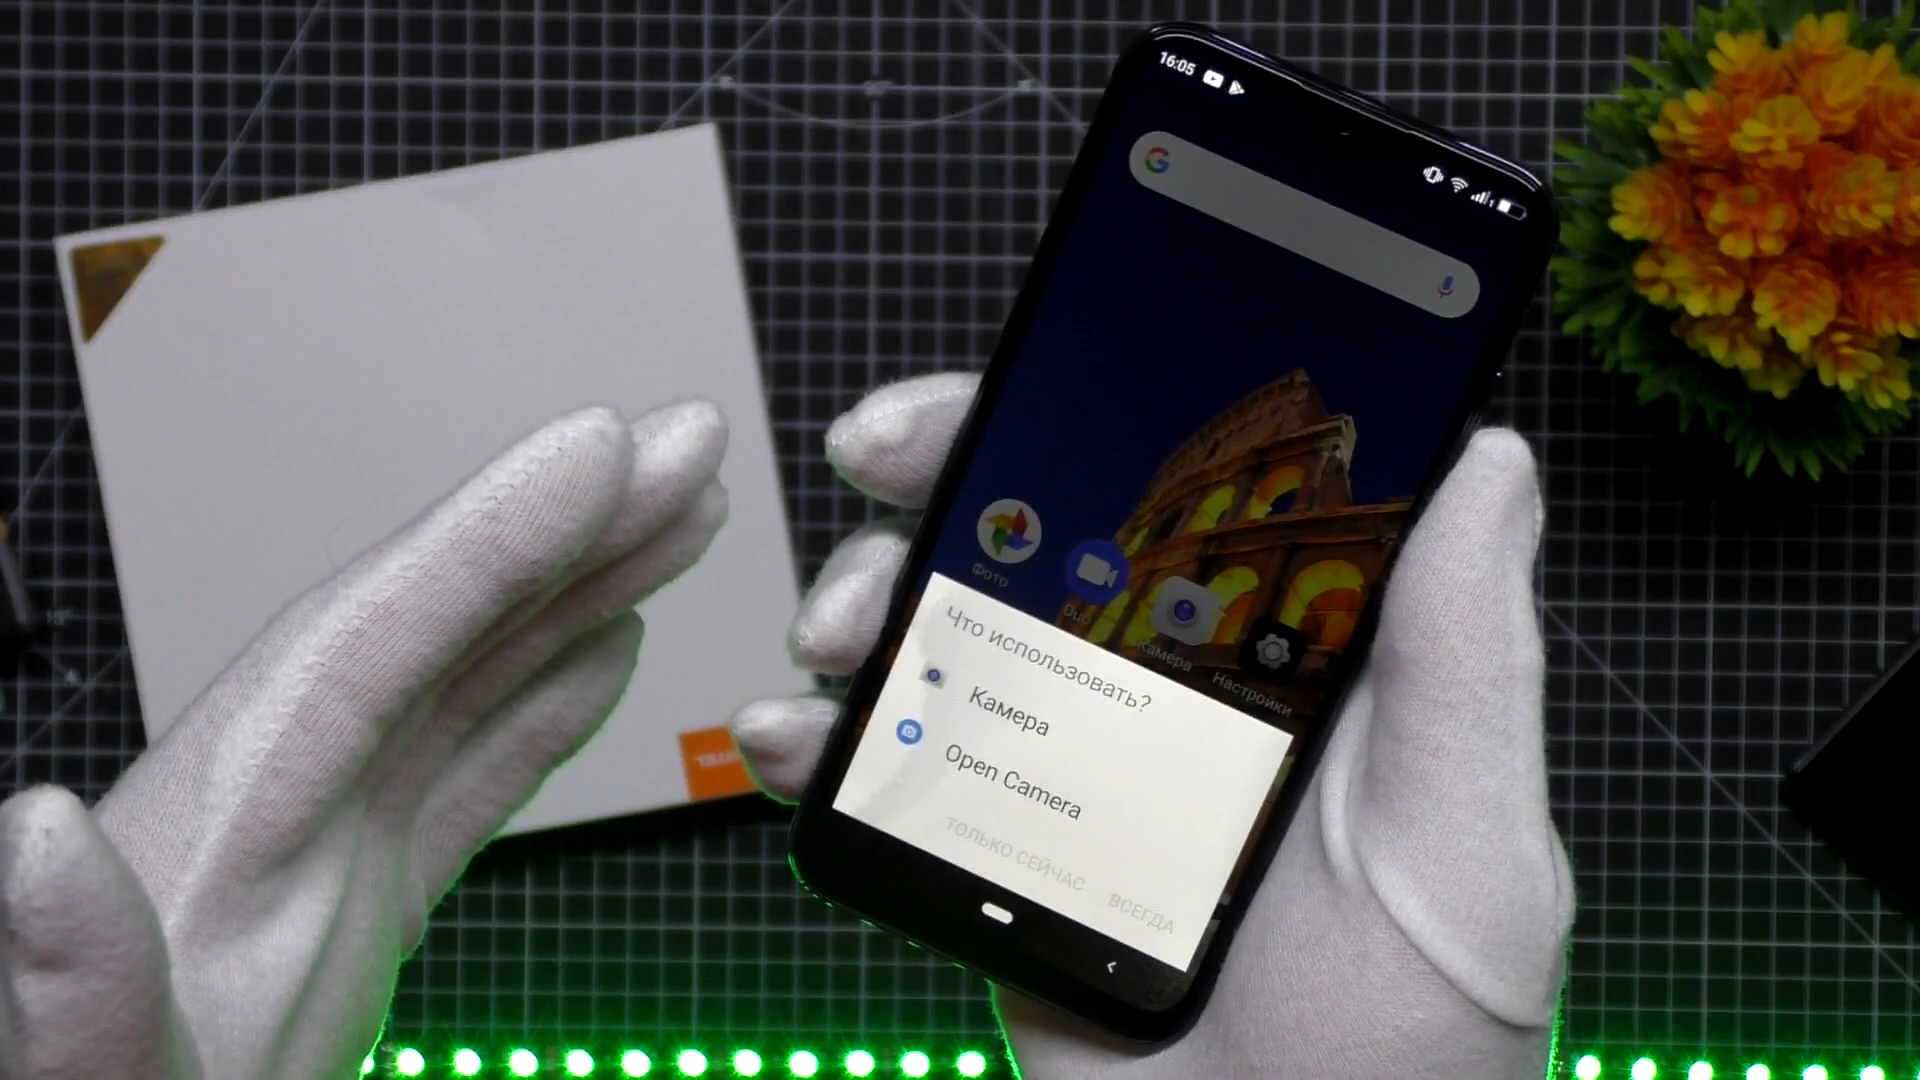 16:05
G
Фото
Duo
Камера
Настройки
Что использовать?
Камера
Open Camera
ТОЛЬКО СЕЙЧАС
ВСЕГДА